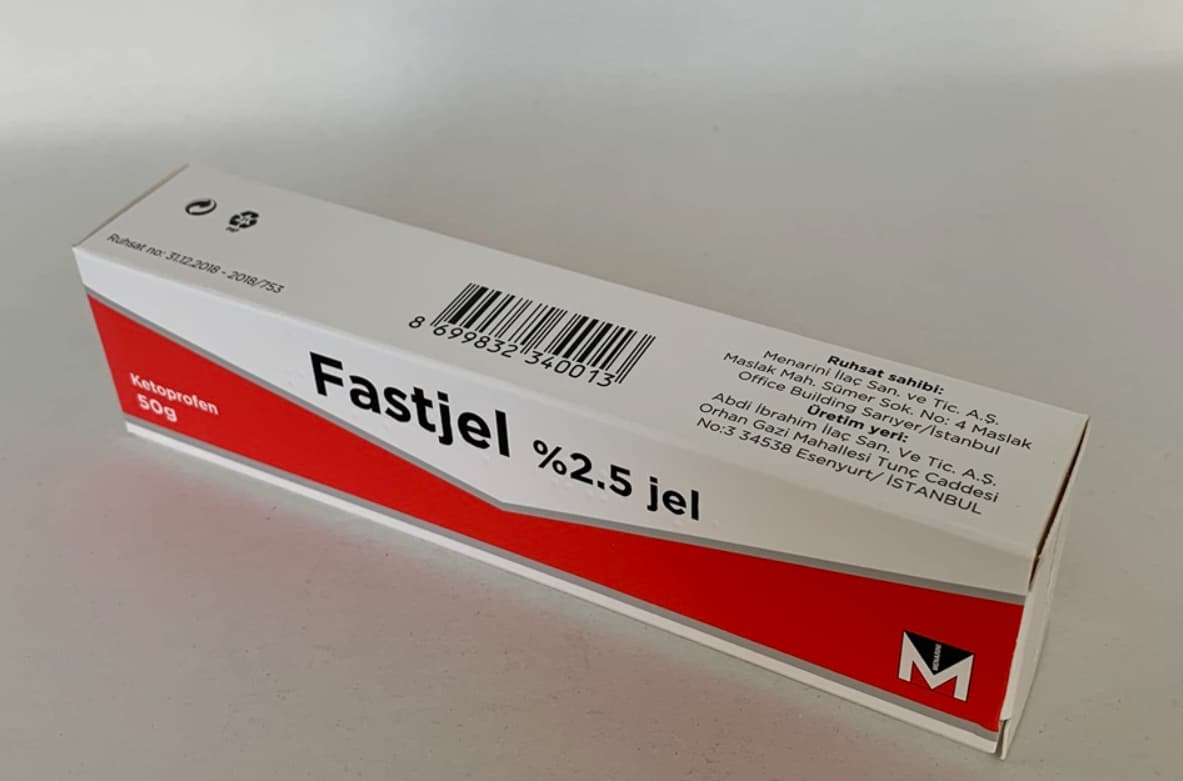 Ruhsat no: 31.12.2018 - 2018/753
8 699832 340013
Ruhsat sahibi:
Menarini İlaç San. ve Tic. A.Ş.
Maslak Mah. Sümer Sok. No: 4 Maslak
Office Building Sarıyer/İstanbul
Üretim yeri:
Abdi İbrahim İlaç San. Ve Tic. A.Ş.
Orhan Gazi Mahallesi Tunç Caddesi
No:3 34538 Esenyurt/ İSTANBUL
Fastjel %2.5 jel
Ketoprofen
50g
MENARINI